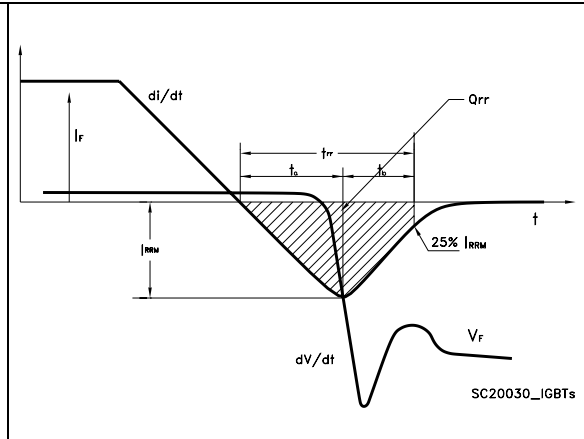 di/dt
Qrr
IF
trr
ta
tb
t
IRRM
25% IRRM
dV/dt
VF
SC20030_IGBTs